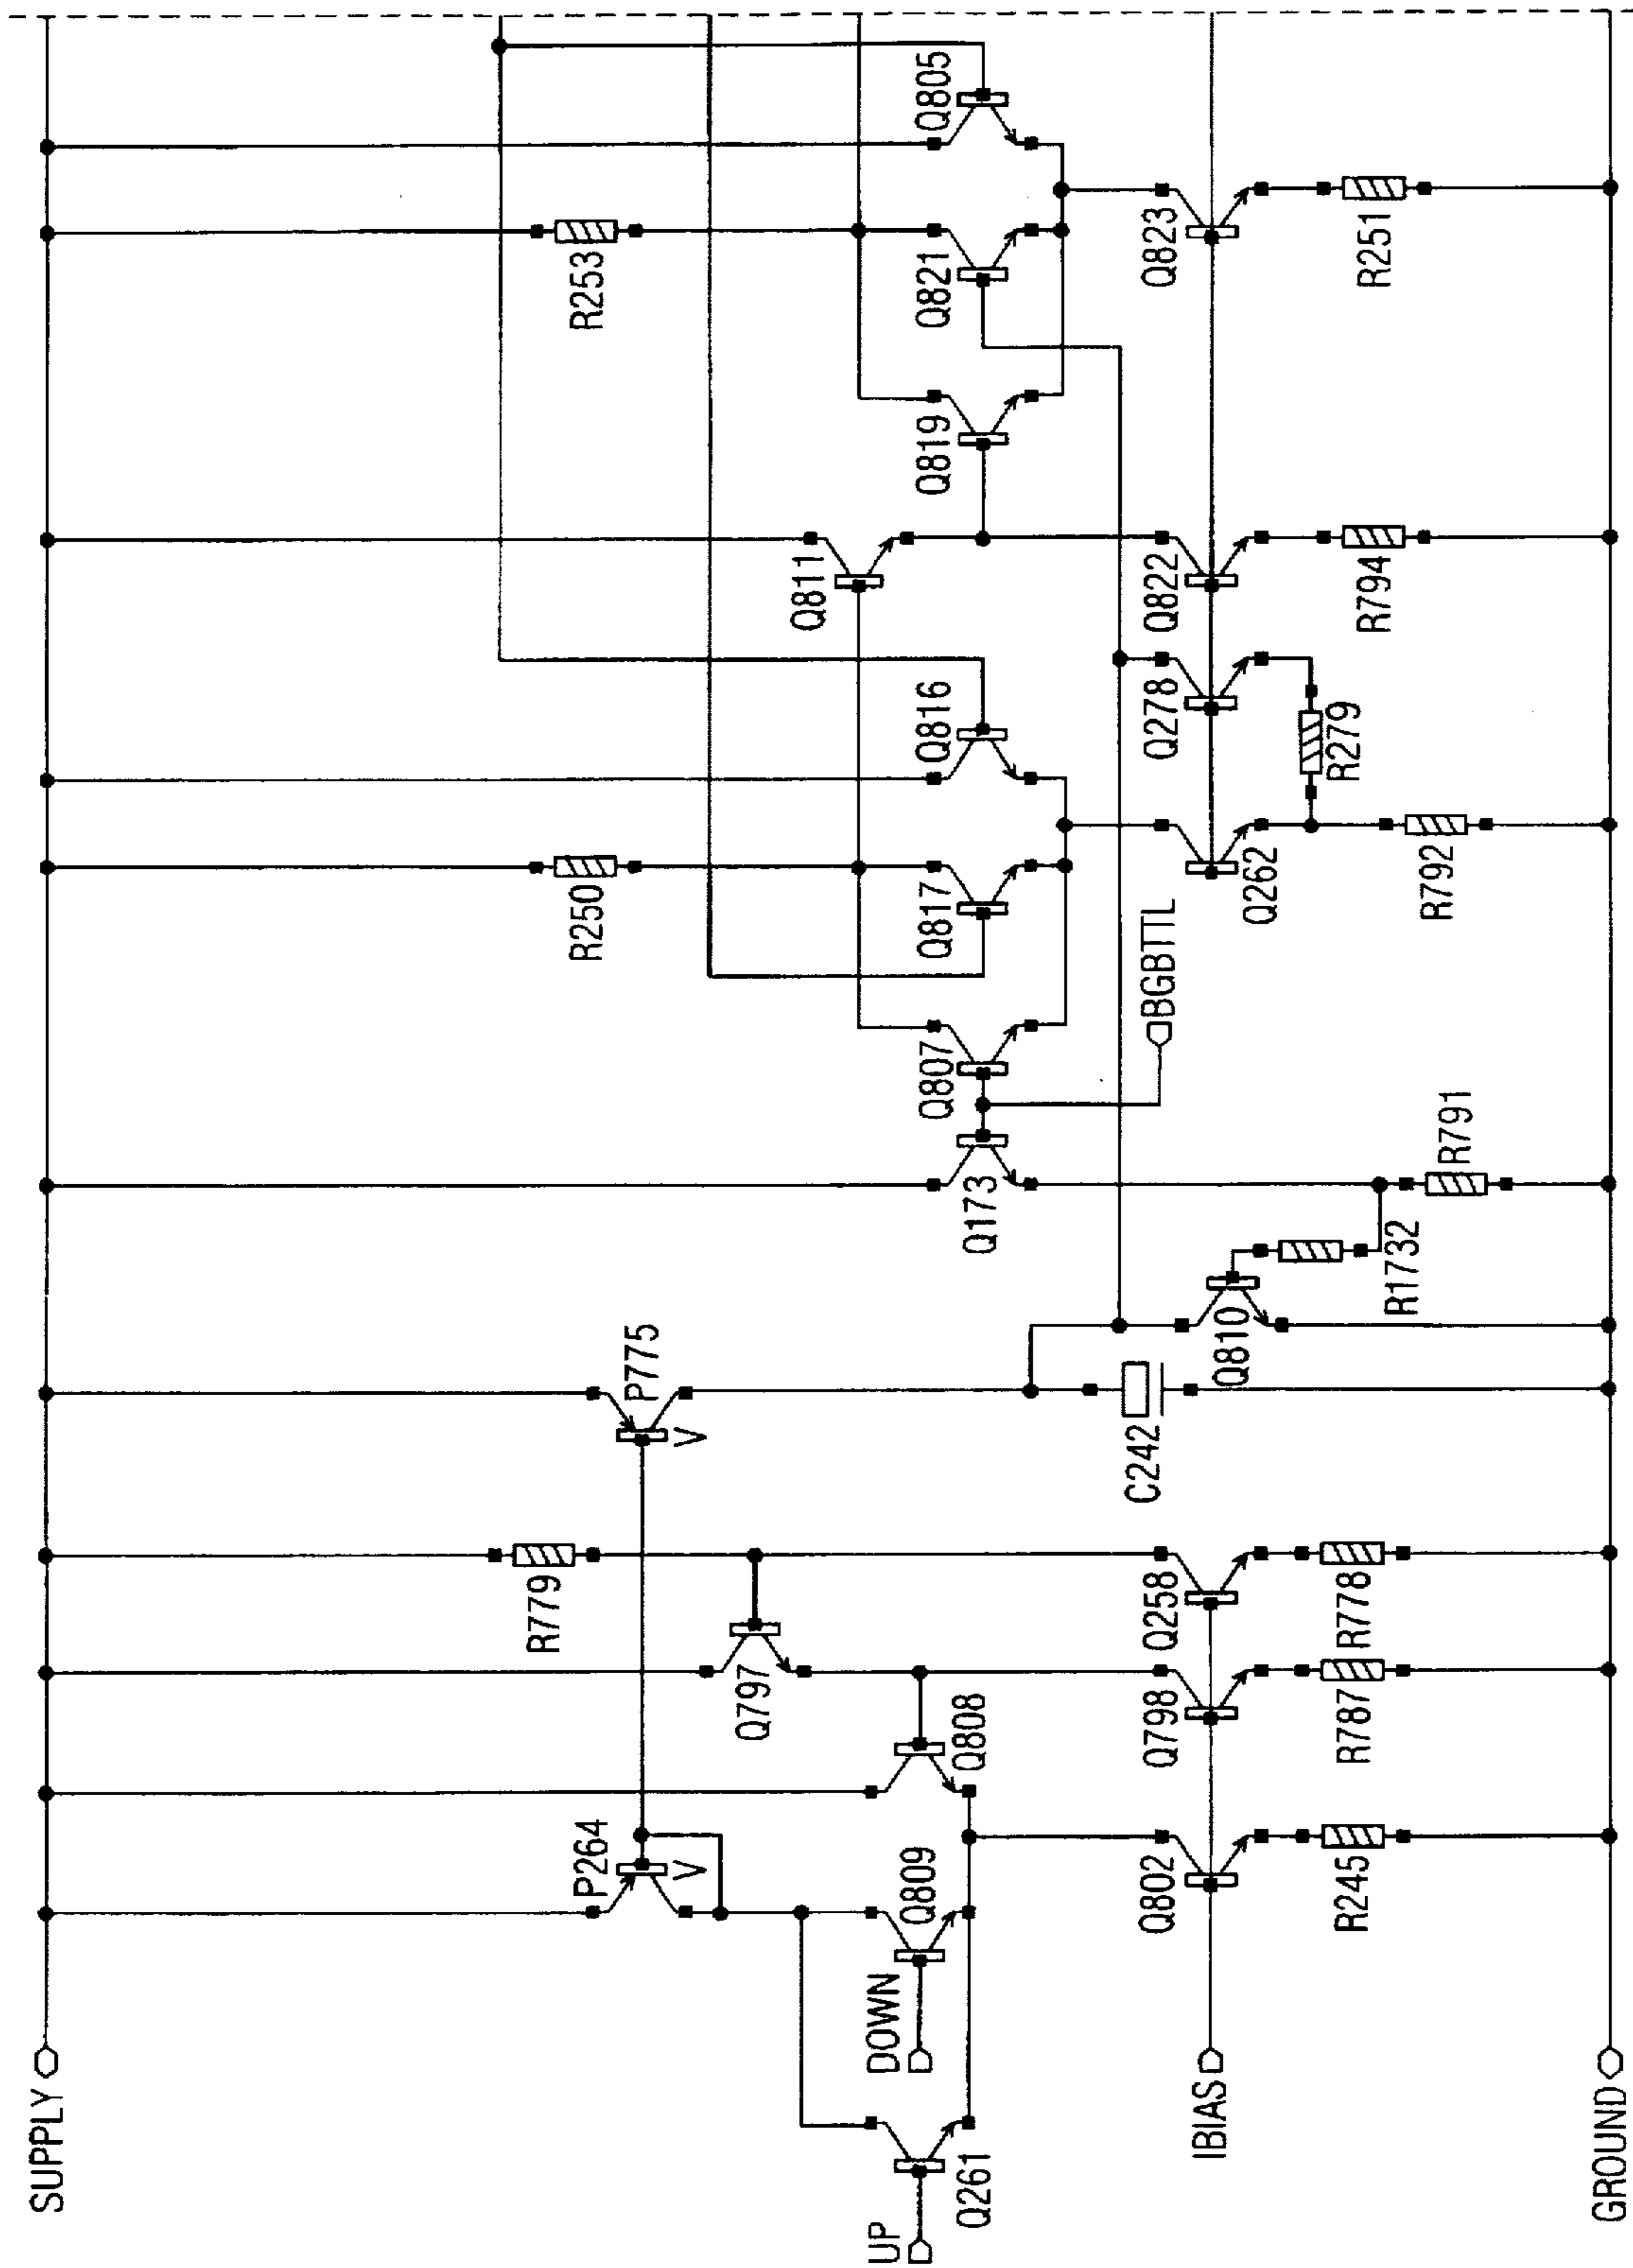 SUPPLY
UP
Q261
DOWN
Q809
P264
V
Q808
Q797
R779
P775
V
IBIAS
Q802
Q798
Q258
R245
R787
R778
GROUND
C242
Q810
R1732
R791
Q173
Q807
BGBTTL
Q817
R250
Q816
Q262
R792
Q278
R279
Q811
Q822
R794
Q819
Q821
R253
Q805
Q823
R251